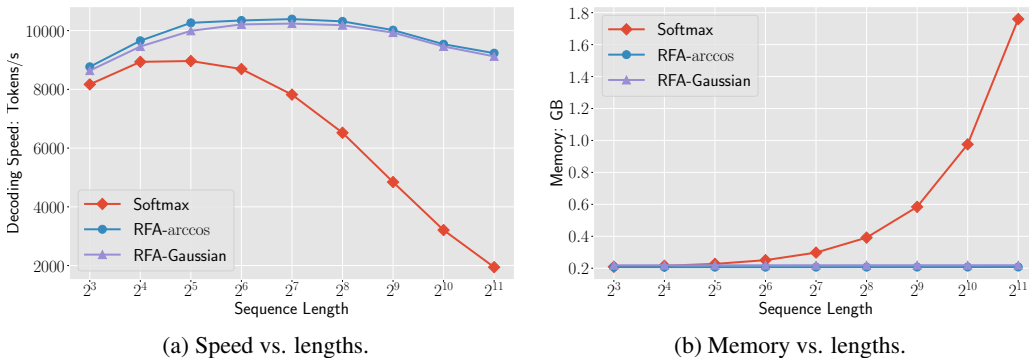 10000
8000
6000
4000
2000
Decoding Speed: Tokens/s
Softmax
RFA-arccos
RFA-Gaussian
2^3 2^4 2^5 2^6 2^7 2^8 2^9 2^10 2^11
Sequence Length
(a) Speed vs. lengths.
1.8
1.6
1.4
1.2
1.0
0.8
0.6
0.4
0.2
Memory: GB
Softmax
RFA-arccos
RFA-Gaussian
2^3 2^4 2^5 2^6 2^7 2^8 2^9 2^10 2^11
Sequence Length
(b) Memory vs. lengths.